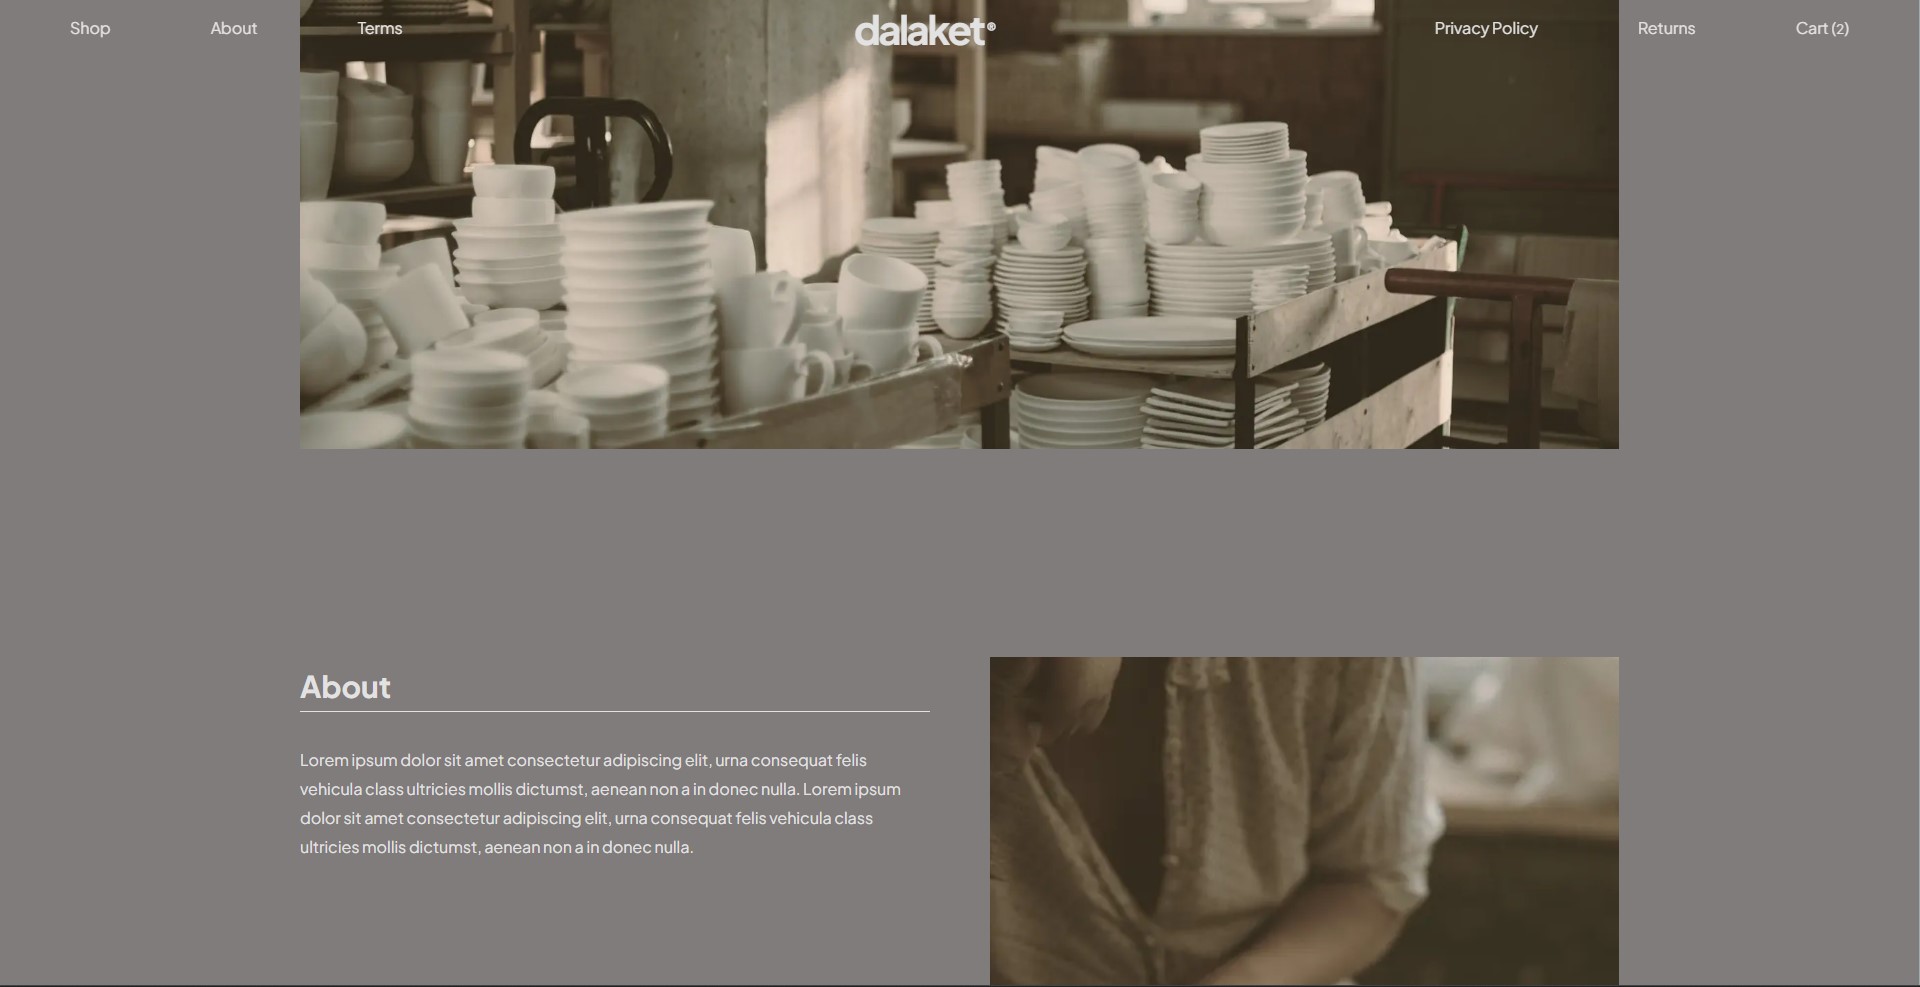 Shop About Terms dalaket® Privacy Policy Returns Cart (2)
About
Lorem ipsum dolor sit amet consectetur adipiscing elit, urna consequat felis
vehicula class ultricies mollis dictumst, aenean non a in donec nulla. Lorem ipsum
dolor sit amet consectetur adipiscing elit, urna consequat felis vehicula class
ultricies mollis dictumst, aenean non a in donec nulla.